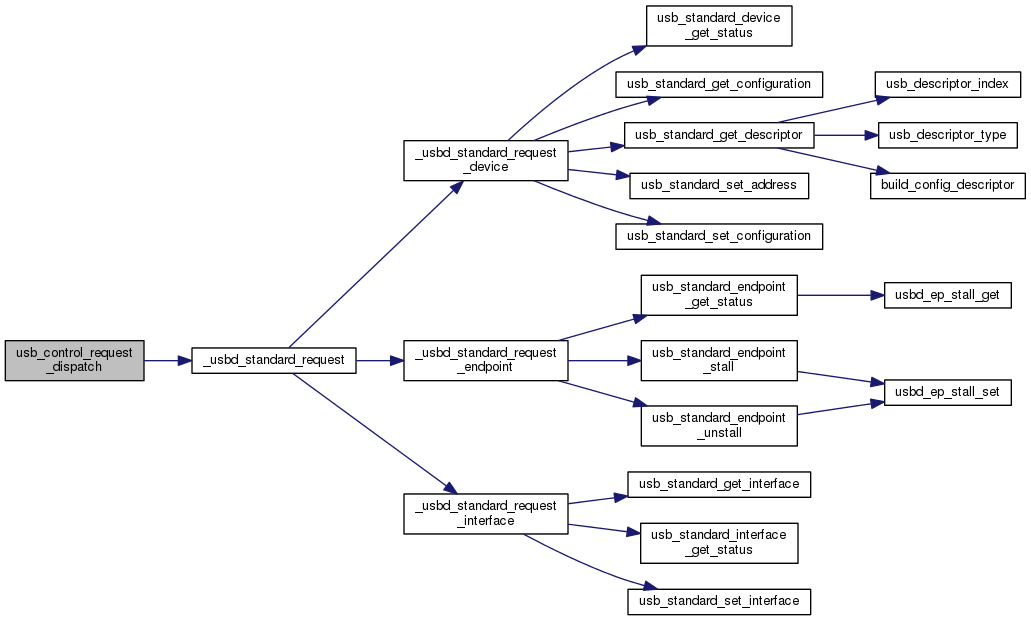 usb_standard_device
_get_status
usb_standard_get_configuration
usb_descriptor_index
usb_standard_get_descriptor
usb_descriptor_type
_usbd_standard_request
_device
usb_standard_set_address
build_config_descriptor
usb_standard_set_configuration
usb_standard_endpoint
_get_status
usbd_ep_stall_get
usb_control_request
_dispatch
_usbd_standard_request
_usbd_standard_request
_endpoint
usb_standard_endpoint
_stall
usbd_ep_stall_set
usb_standard_endpoint
_unstall
usb_standard_get_interface
_usbd_standard_request
_interface
usb_standard_interface
_get_status
usb_standard_set_interface